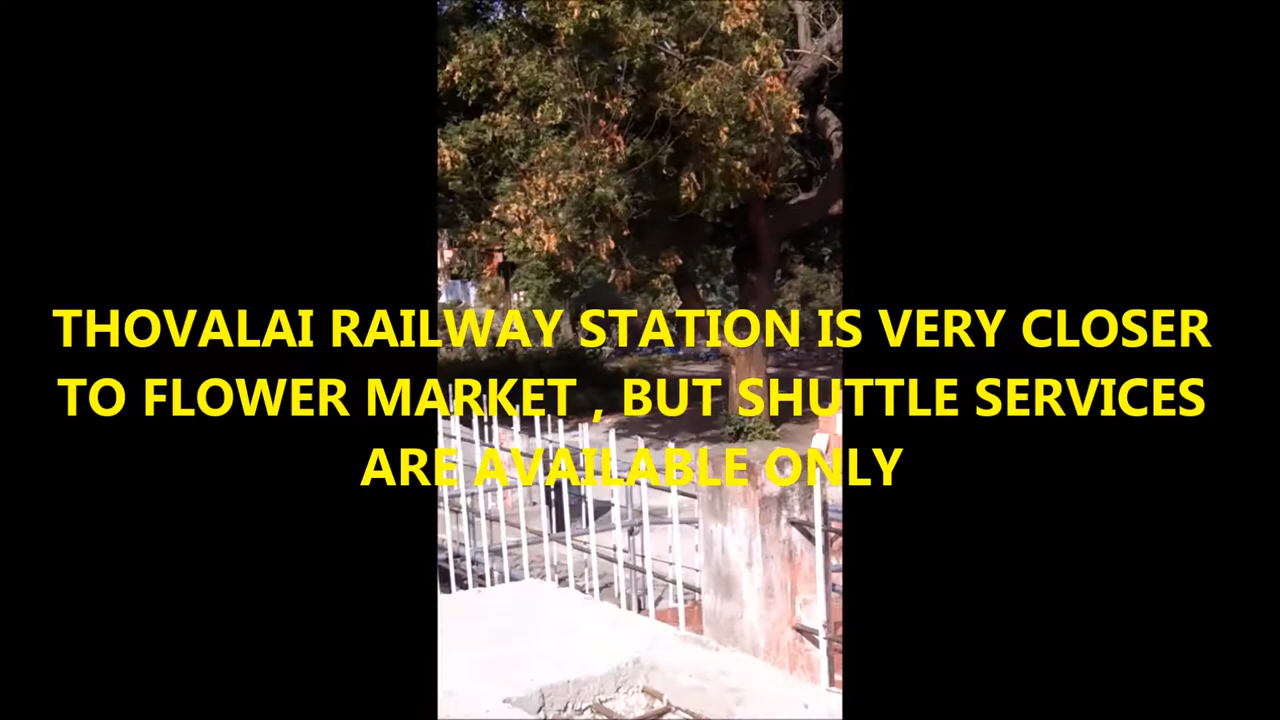 THOVALAI RAILWAY STATION IS VERY CLOSER
TO FLOWER MARKET , BUT SHUTTLE SERVICES
ARE AVAILABLE ONLY